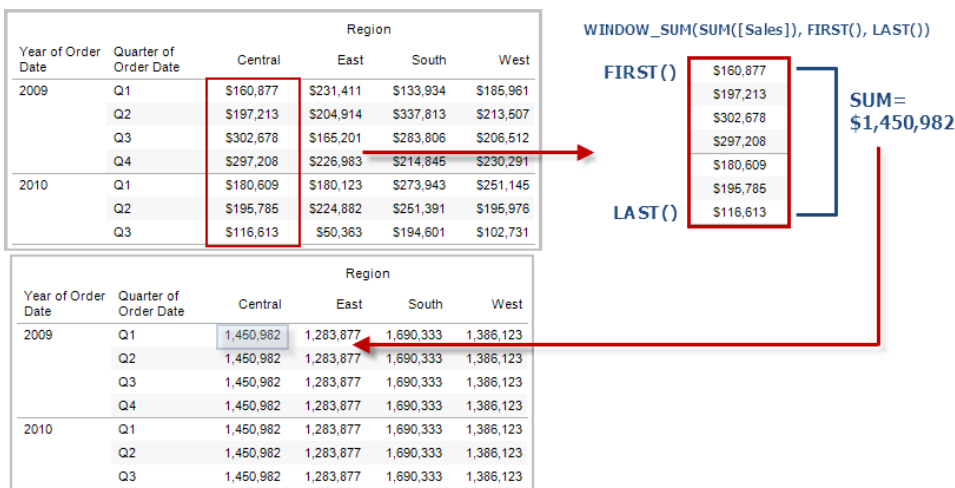 Region
Year of Order Date Quarter of Order Date Central East South West
2009 Q1 $160,877 $231,411 $133,934 $185,961
Q2 $197,213 $204,914 $337,813 $213,507
Q3 $302,678 $165,201 $283,806 $206,512
Q4 $297,208 $226,983 $214,845 $230,291
2010 Q1 $180,609 $180,123 $273,943 $251,145
Q2 $195,785 $224,882 $251,391 $195,976
Q3 $116,613 $50,363 $194,601 $102,731
WINDOW_SUM(SUM([Sales]), FIRST(), LAST())
FIRST() $160,877
$197,213
$302,678
$297,208
$180,609
$195,785
LAST() $116,613
SUM=
$1,450,982
Region
Year of Order Date Quarter of Order Date Central East South West
2009 Q1 1,450,982 1,283,877 1,690,333 1,386,123
Q2 1,450,982 1,283,877 1,690,333 1,386,123
Q3 1,450,982 1,283,877 1,690,333 1,386,123
Q4 1,450,982 1,283,877 1,690,333 1,386,123
2010 Q1 1,450,982 1,283,877 1,690,333 1,386,123
Q2 1,450,982 1,283,877 1,690,333 1,386,123
Q3 1,450,982 1,283,877 1,690,333 1,386,123